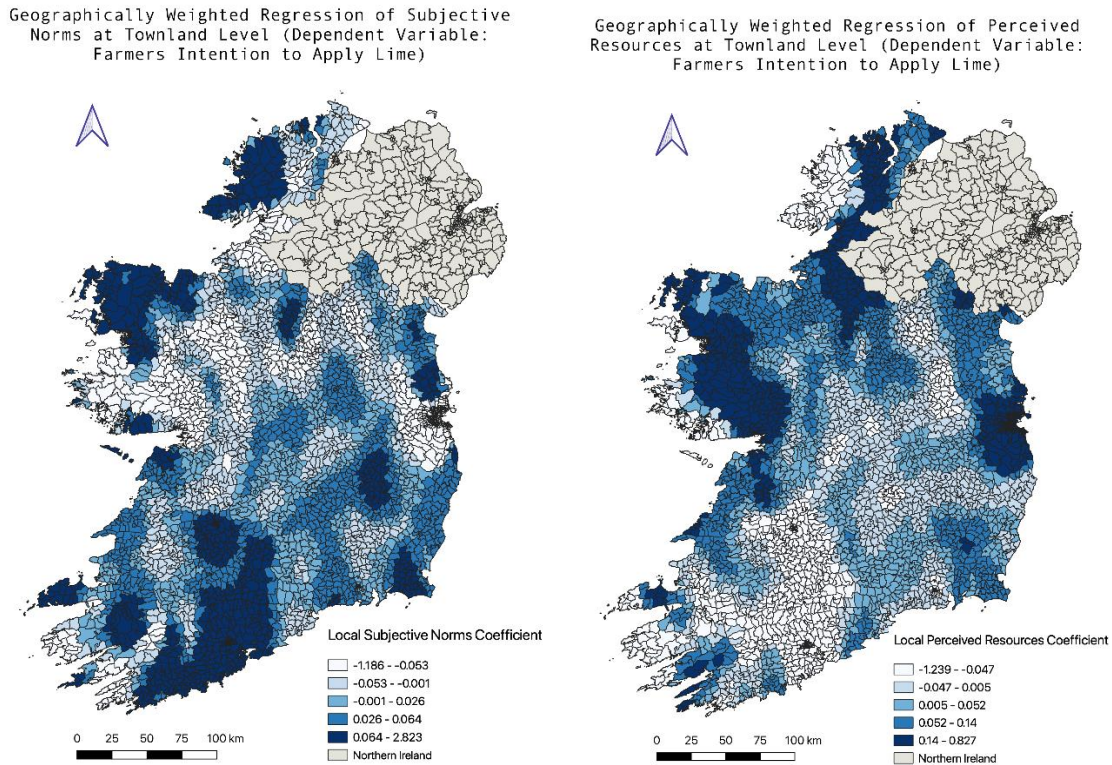 Geographically Weighted Regression of Subjective
Norms at Townland Level (Dependent Variable:
Farmers Intention to Apply Lime)
Local Subjective Norms Coefficient
-1.186 - -0.053
-0.053 - -0.001
-0.001 - 0.026
0.026 - 0.064
0.064 - 2.823
Northern Ireland
0 25 50 75 100 km
Geographically Weighted Regression of Perceived
Resources at Townland Level (Dependent Variable:
Farmers Intention to Apply Lime)
Local Perceived Resources Coefficient
-1.239 - -0.047
-0.047 - 0.005
0.005 - 0.052
0.052 - 0.14
0.14 - 0.827
Northern Ireland
0 25 50 75 100 km